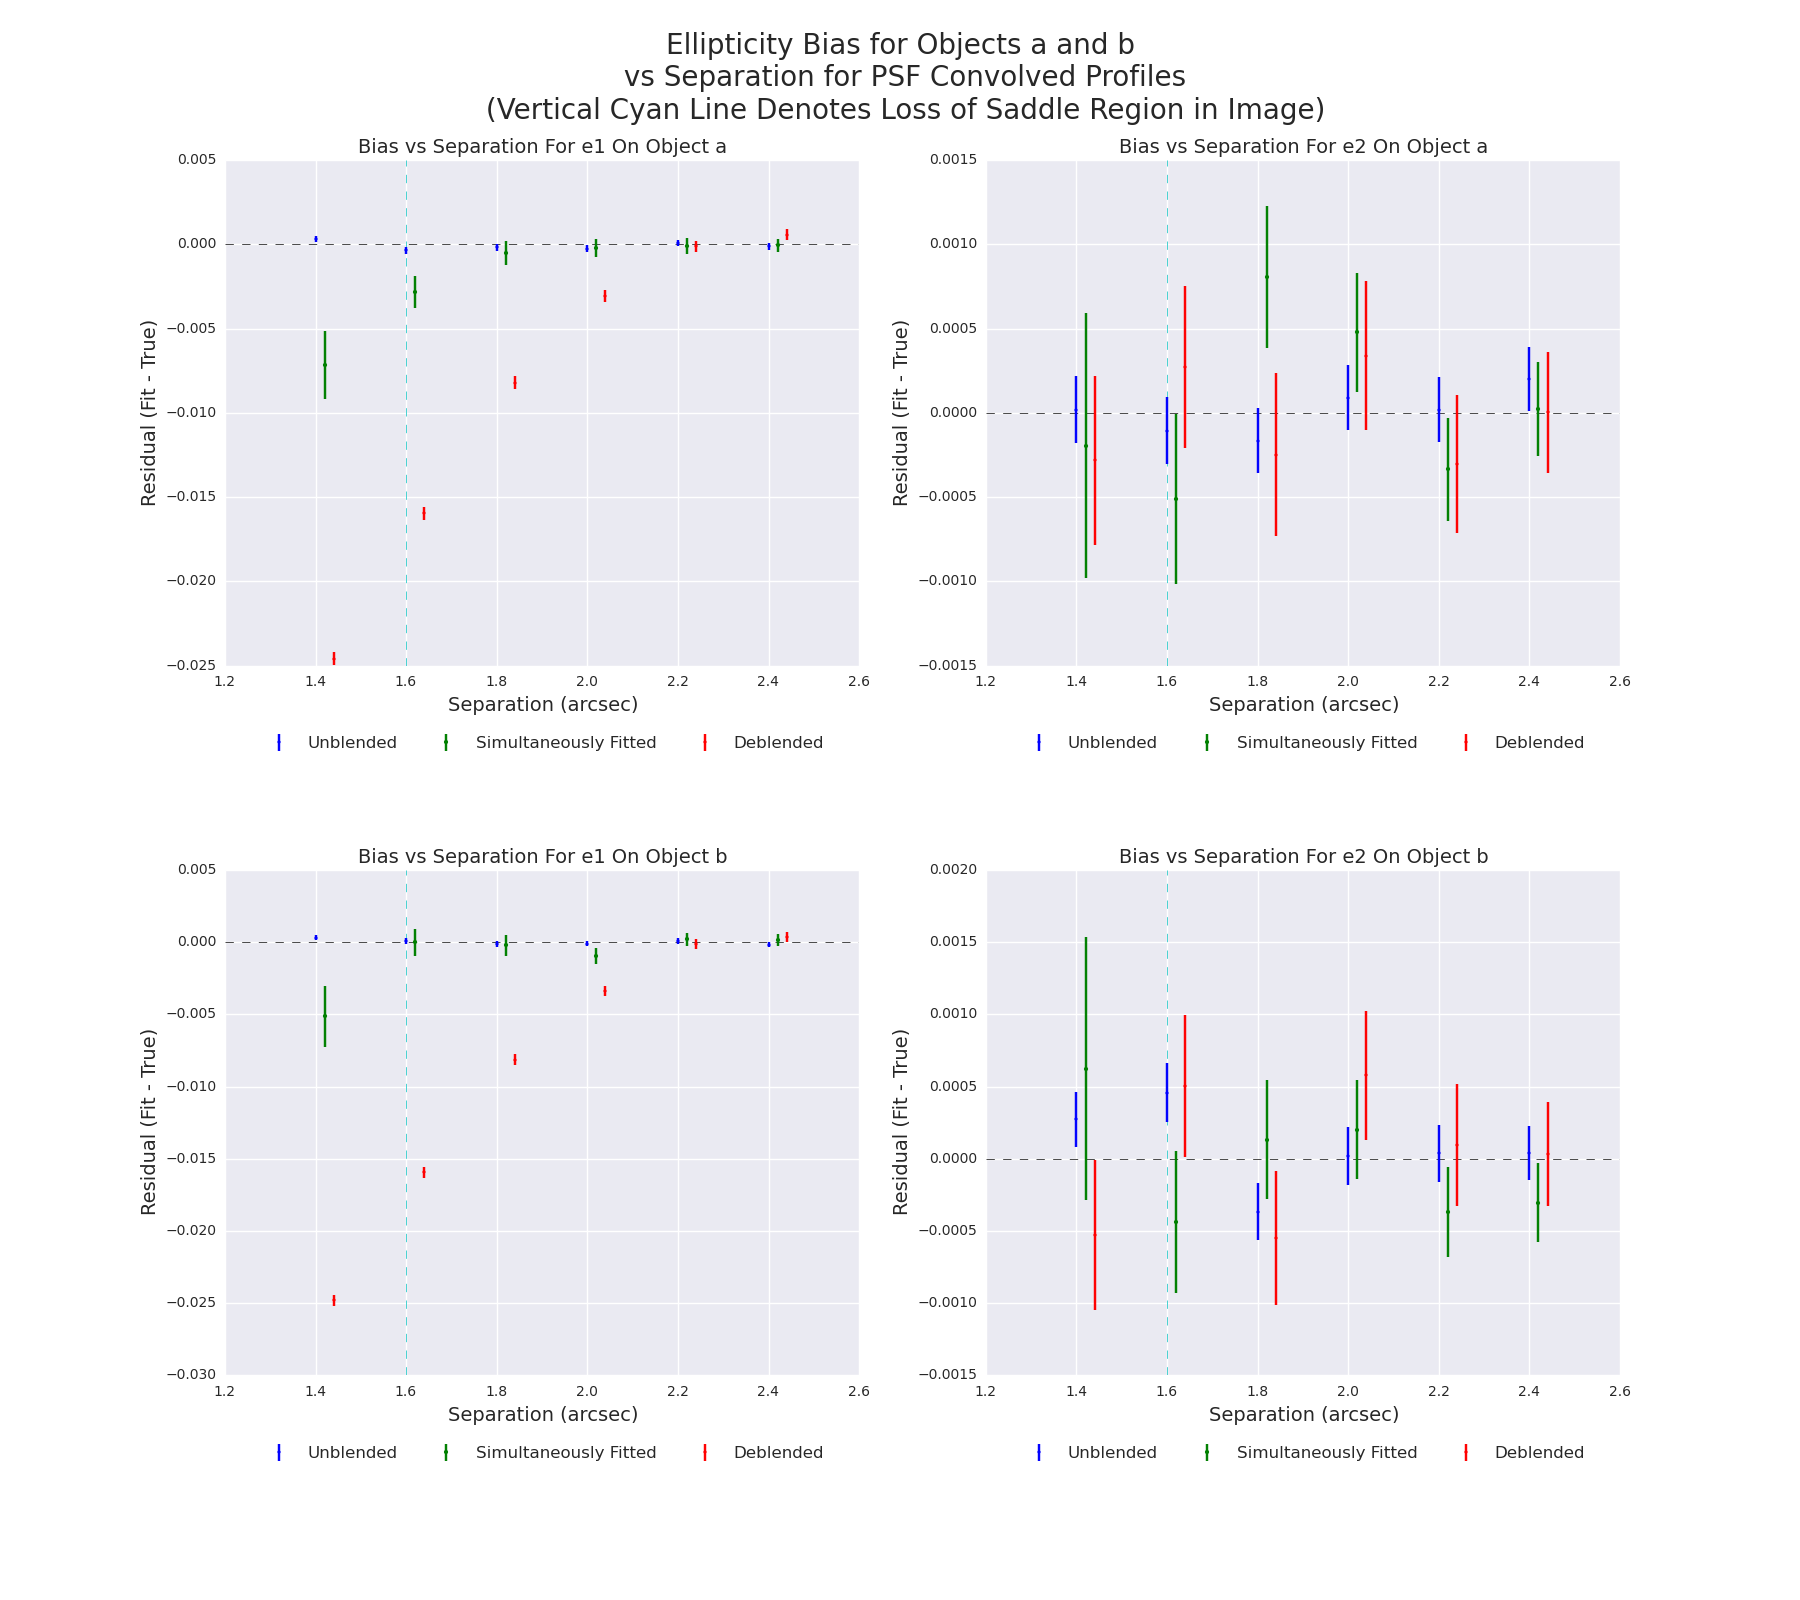 Ellipticity Bias for Objects a and b
vs Separation for PSF Convolved Profiles
(Vertical Cyan Line Denotes Loss of Saddle Region in Image)
Bias vs Separation For e1 On Object a
0.005
0.000
−0.005
−0.010
−0.015
−0.020
−0.025
Residual (Fit - True)
1.2 1.4 1.6 1.8 2.0 2.2 2.4 2.6
Separation (arcsec)
Unblended Simultaneously Fitted Deblended
Bias vs Separation For e2 On Object a
0.0015
0.0010
0.0005
0.0000
−0.0005
−0.0010
−0.0015
Residual (Fit - True)
1.2 1.4 1.6 1.8 2.0 2.2 2.4 2.6
Separation (arcsec)
Unblended Simultaneously Fitted Deblended
Bias vs Separation For e1 On Object b
0.005
0.000
−0.005
−0.010
−0.015
−0.020
−0.025
−0.030
Residual (Fit - True)
1.2 1.4 1.6 1.8 2.0 2.2 2.4 2.6
Separation (arcsec)
Unblended Simultaneously Fitted Deblended
Bias vs Separation For e2 On Object b
0.0020
0.0015
0.0010
0.0005
0.0000
−0.0005
−0.0010
−0.0015
Residual (Fit - True)
1.2 1.4 1.6 1.8 2.0 2.2 2.4 2.6
Separation (arcsec)
Unblended Simultaneously Fitted Deblended